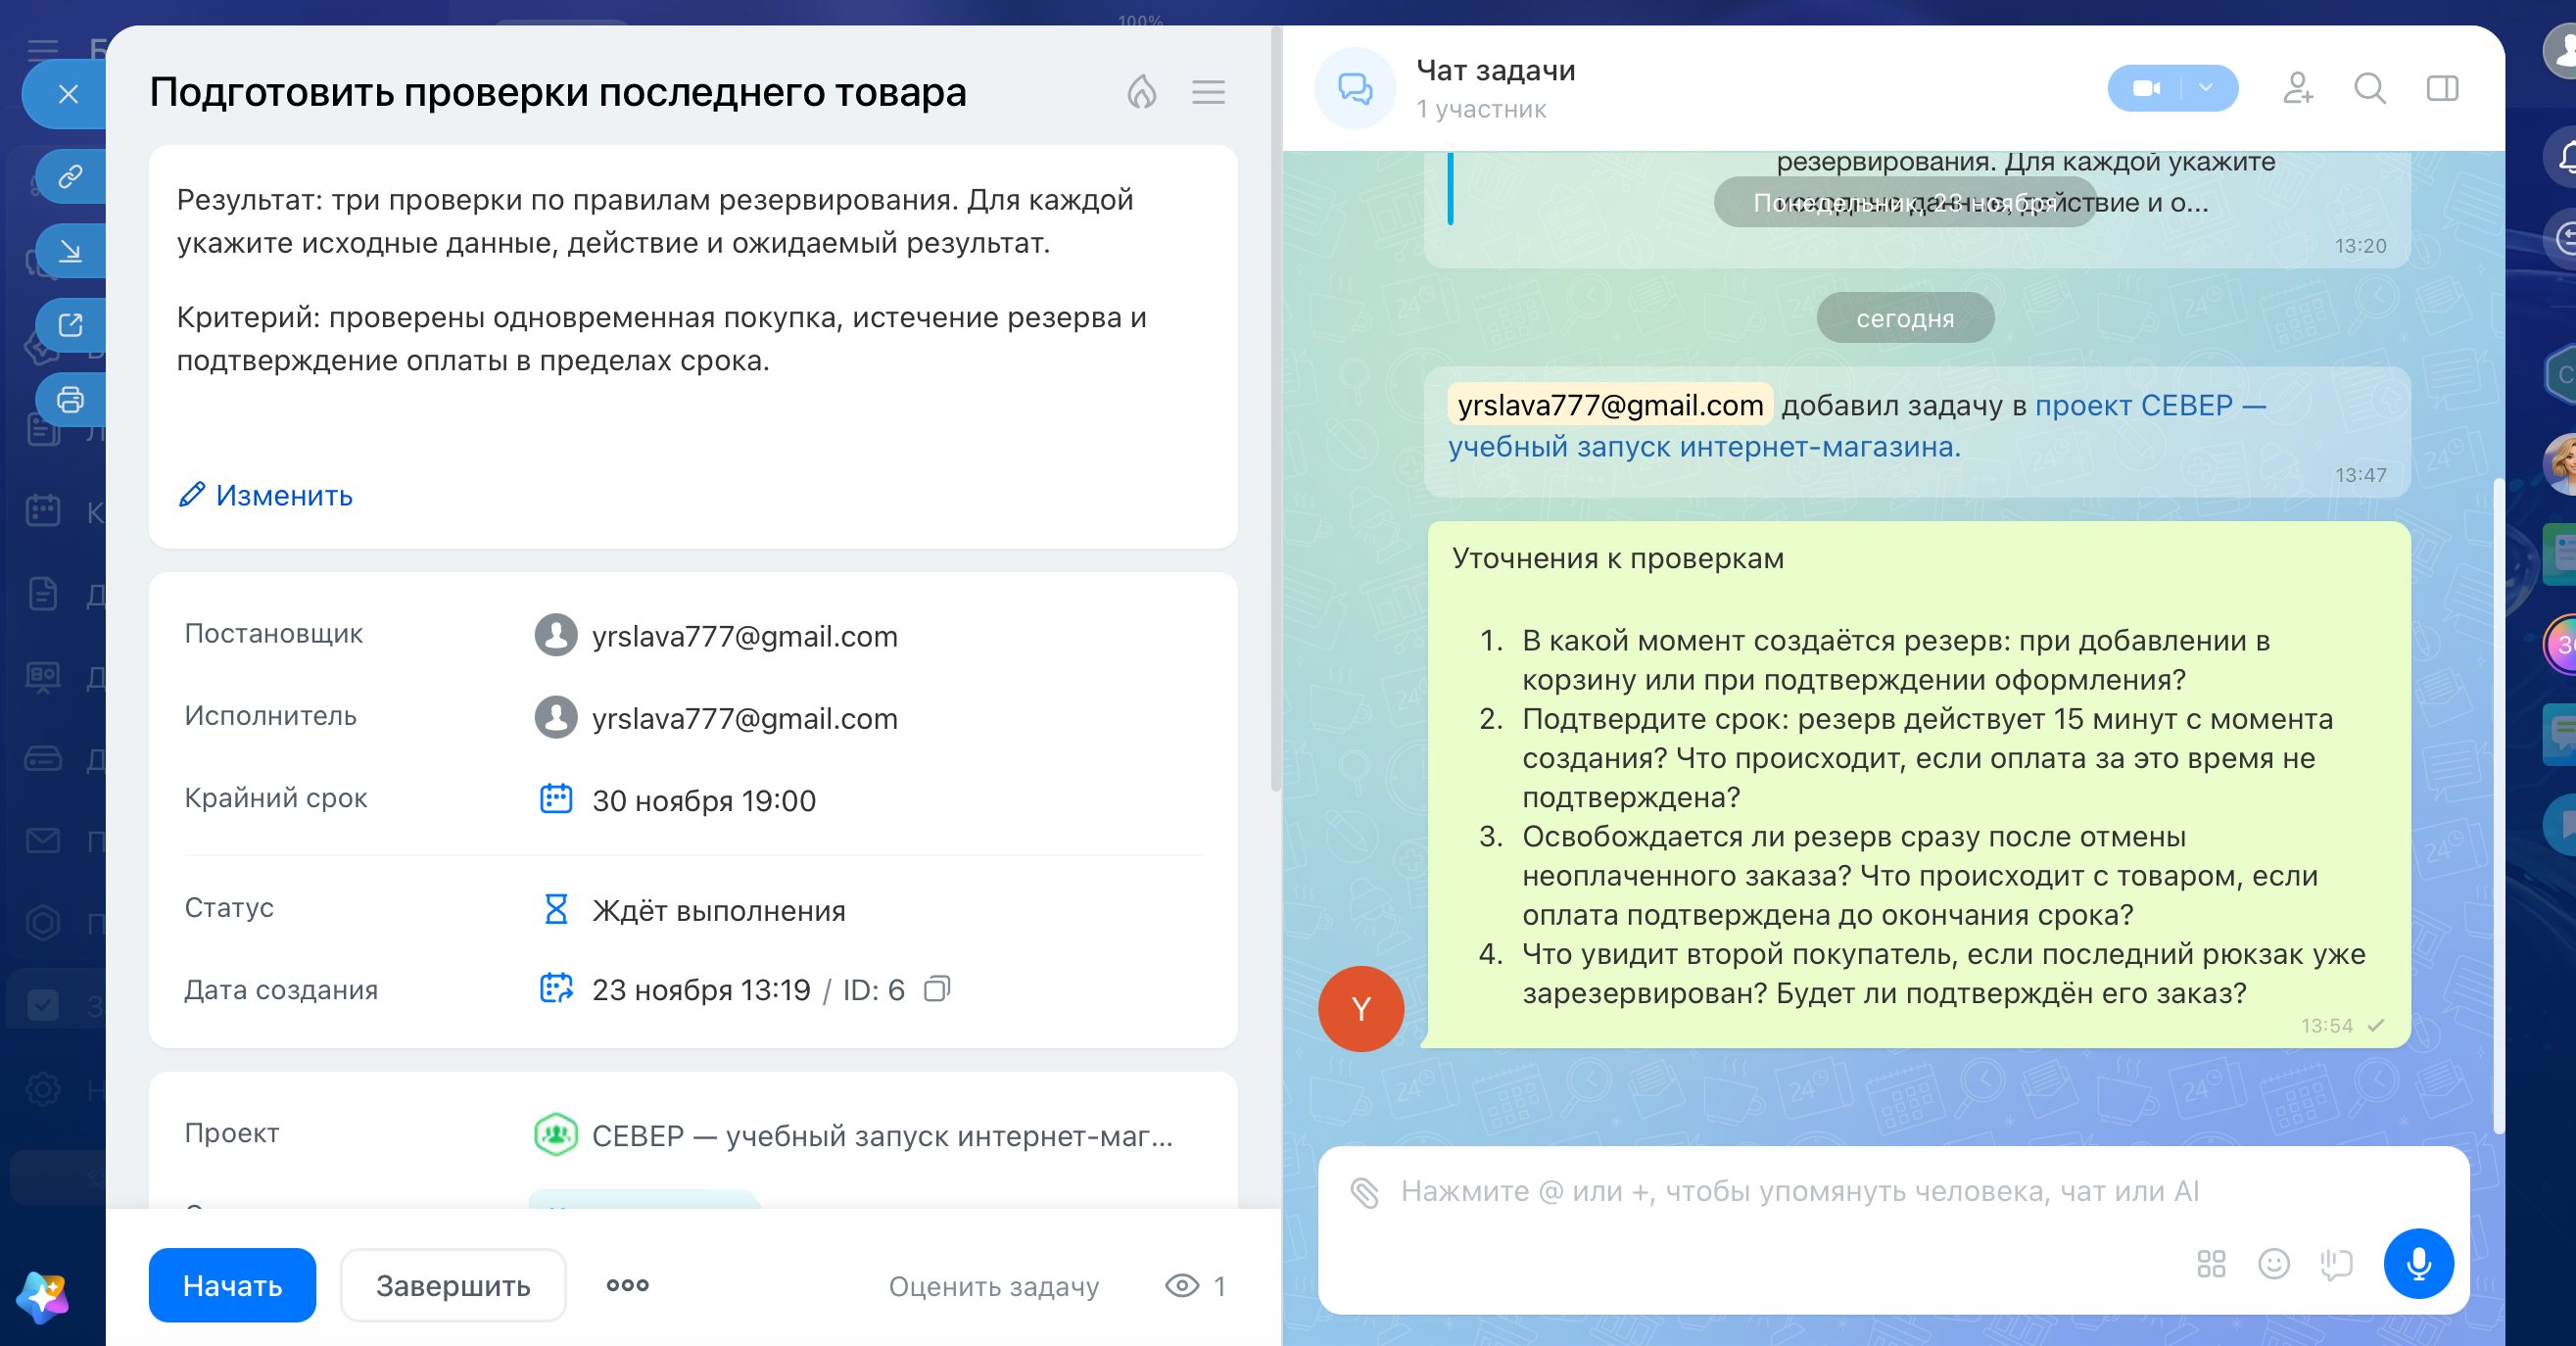 100%
Подготовить проверки последнего товара
Результат: три проверки по правилам резервирования. Для каждой
укажите исходные данные, действие и ожидаемый результат.
Критерий: проверены одновременная покупка, истечение резерва и
подтверждение оплаты в пределах срока.
Изменить
Постановщик
yrslava777@gmail.com
Исполнитель
yrslava777@gmail.com
Крайний срок
30 ноября 19:00
Статус
Ждёт выполнения
Дата создания
23 ноября 13:19 / ID: 6
Проект
СЕВЕР — учебный запуск интернет-маг...
Начать
Завершить
Оценить задачу
1
Чат задачи
1 участник
резервирования. Для каждой укажите
Понедельник, 23 ноября
действие и о...
13:20
сегодня
yrslava777@gmail.com добавил задачу в проект СЕВЕР —
учебный запуск интернет-магазина.
13:47
Уточнения к проверкам
1. В какой момент создаётся резерв: при добавлении в
корзину или при подтверждении оформления?
2. Подтвердите срок: резерв действует 15 минут с момента
создания? Что происходит, если оплата за это время не
подтверждена?
3. Освобождается ли резерв сразу после отмены
неоплаченного заказа? Что происходит с товаром, если
оплата подтверждена до окончания срока?
4. Что увидит второй покупатель, если последний рюкзак уже
зарезервирован? Будет ли подтверждён его заказ?
13:54
Y
Нажмите @ или +, чтобы упомянуть человека, чат или AI